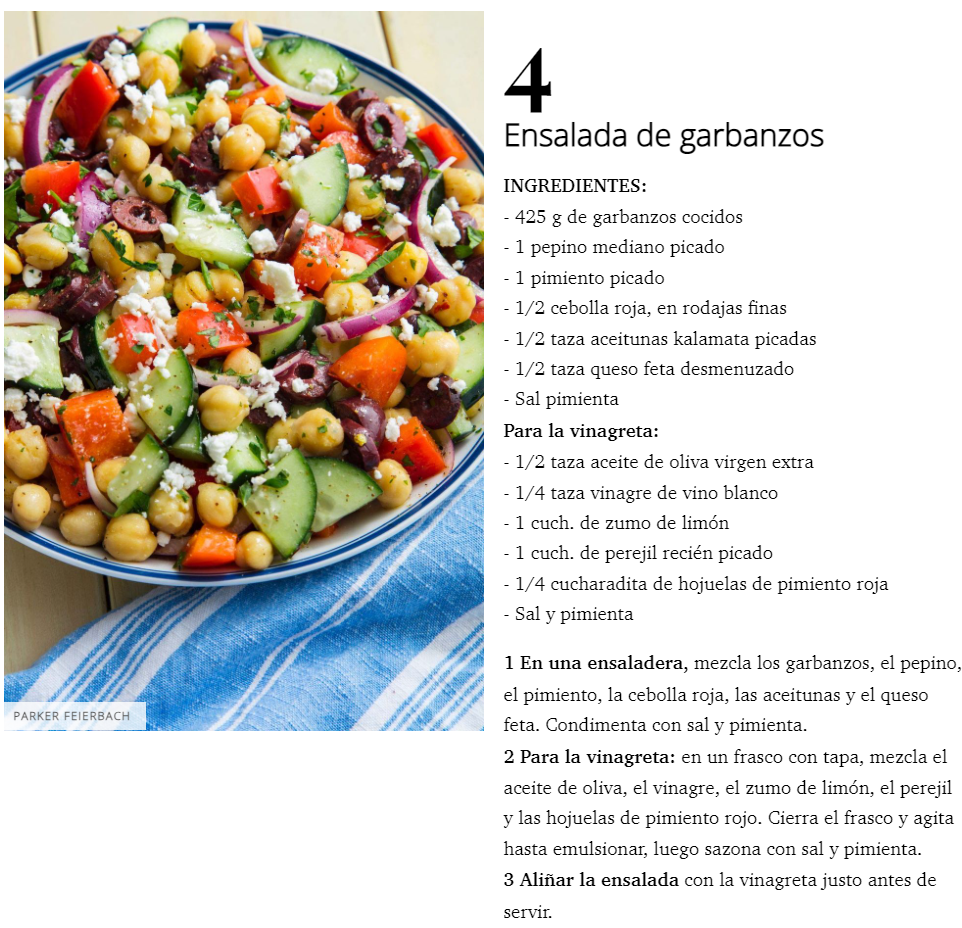 4
Ensalada de garbanzos
INGREDIENTES:
- 425 g de garbanzos cocidos
- 1 pepino mediano picado
- 1 pimiento picado
- 1/2 cebolla roja, en rodajas finas
- 1/2 taza aceitunas kalamata picadas
- 1/2 taza queso feta desmenuzado
- Sal pimienta
Para la vinagreta:
- 1/2 taza aceite de oliva virgen extra
- 1/4 taza vinagre de vino blanco
- 1 cuch. de zumo de limón
- 1 cuch. de perejil recién picado
- 1/4 cucharadita de hojuelas de pimiento roja
- Sal y pimienta
1 En una ensaladera, mezcla los garbanzos, el pepino,
el pimiento, la cebolla roja, las aceitunas y el queso
feta. Condimenta con sal y pimienta.
2 Para la vinagreta: en un frasco con tapa, mezcla el
aceite de oliva, el vinagre, el zumo de limón, el perejil
y las hojuelas de pimiento rojo. Cierra el frasco y agita
hasta emulsionar, luego sazona con sal y pimienta.
3 Aliñar la ensalada con la vinagreta justo antes de
servir.
PARKER FEIERBACH